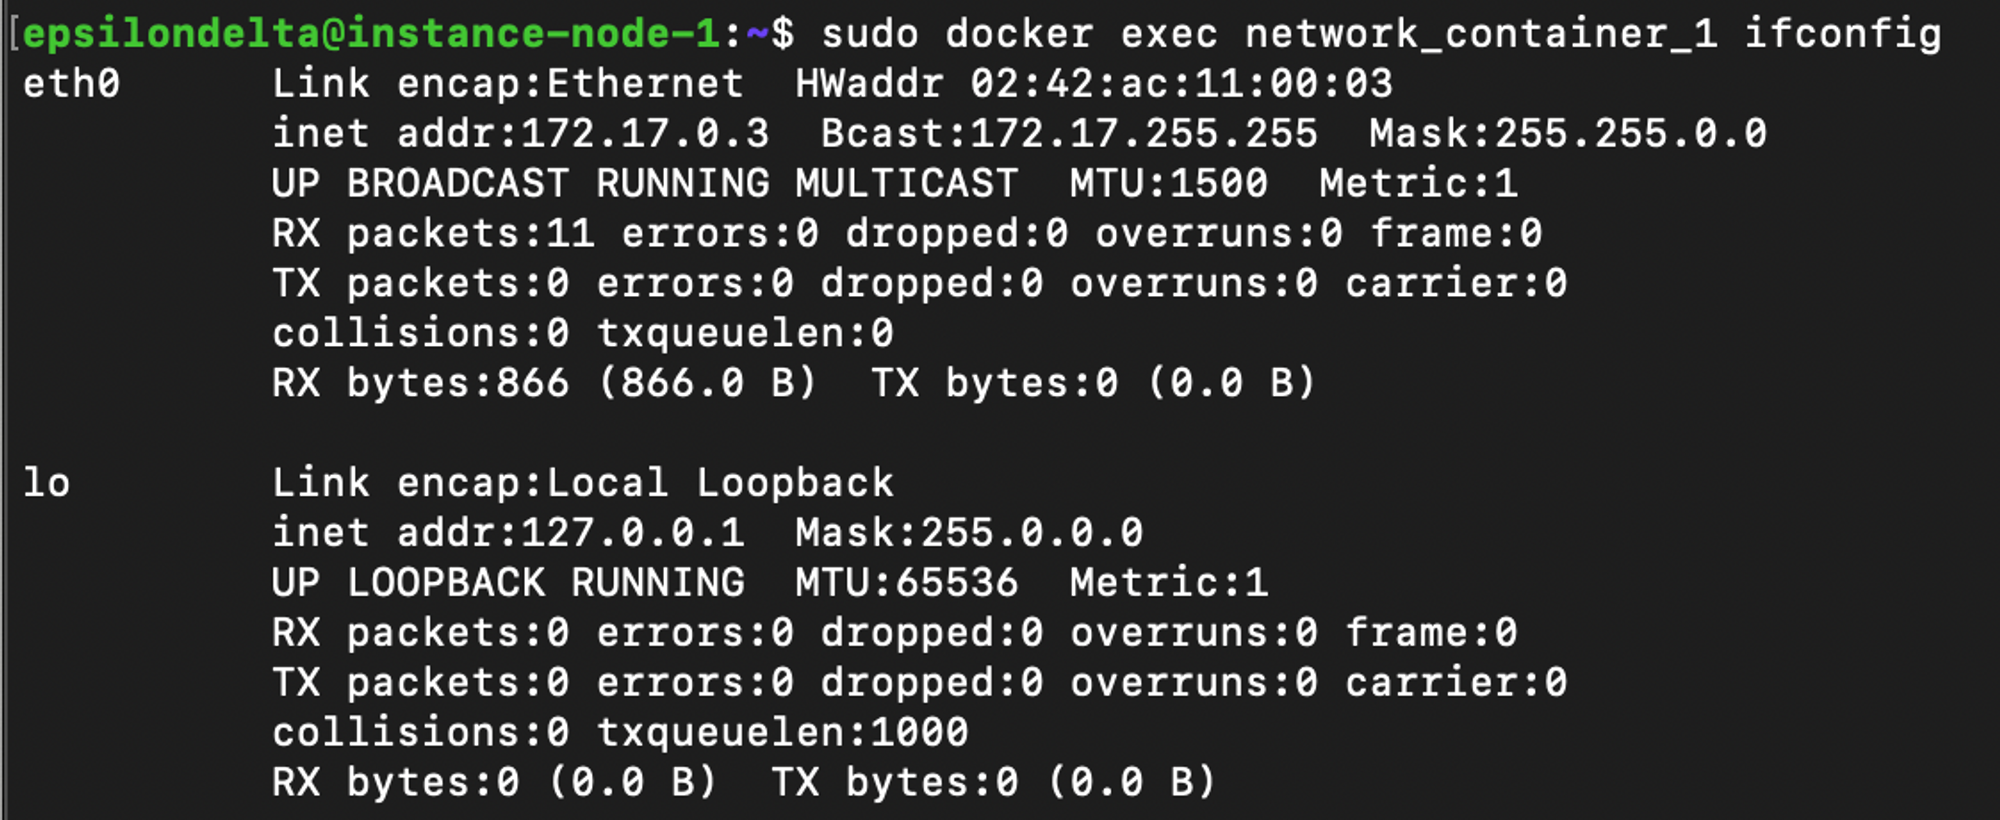 [epsilondelta@instance-node-1:~$ sudo docker exec network_container_1 ifconfig
eth0      Link encap:Ethernet  HWaddr 02:42:ac:11:00:03
          inet addr:172.17.0.3  Bcast:172.17.255.255  Mask:255.255.0.0
          UP BROADCAST RUNNING MULTICAST  MTU:1500  Metric:1
          RX packets:11 errors:0 dropped:0 overruns:0 frame:0
          TX packets:0 errors:0 dropped:0 overruns:0 carrier:0
          collisions:0 txqueuelen:0
          RX bytes:866 (866.0 B)  TX bytes:0 (0.0 B)

lo        Link encap:Local Loopback
          inet addr:127.0.0.1  Mask:255.0.0.0
          UP LOOPBACK RUNNING  MTU:65536  Metric:1
          RX packets:0 errors:0 dropped:0 overruns:0 frame:0
          TX packets:0 errors:0 dropped:0 overruns:0 carrier:0
          collisions:0 txqueuelen:1000
          RX bytes:0 (0.0 B)  TX bytes:0 (0.0 B)